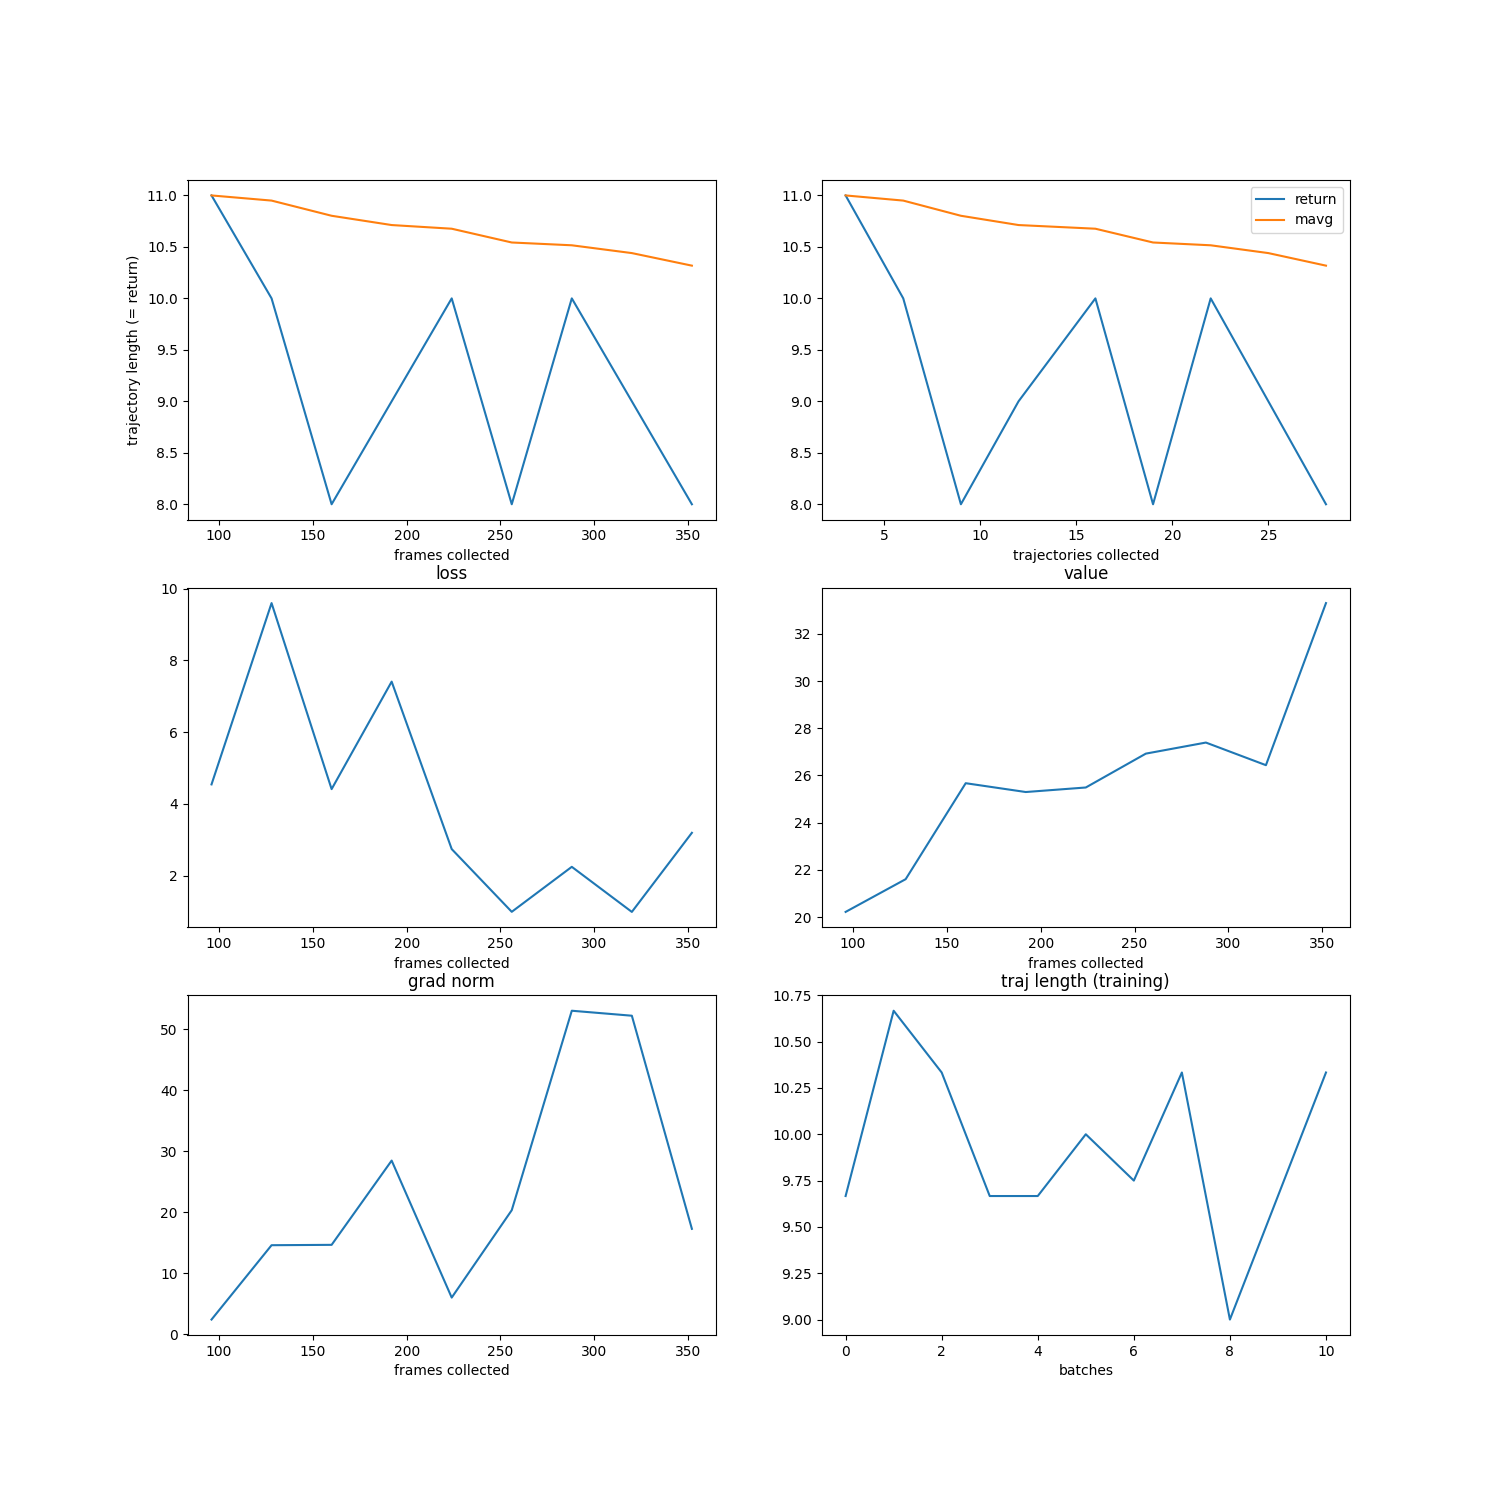 trajectory length (= return)
11.0
10.5
10.0
9.5
9.0
8.5
8.0
100 150 200 250 300 350
frames collected
return
mavg
11.0
10.5
10.0
9.5
9.0
8.5
8.0
5 10 15 20 25
trajectories collected
loss
10
8
6
4
2
100 150 200 250 300 350
frames collected
value
32
30
28
26
24
22
20
100 150 200 250 300 350
frames collected
grad norm
50
40
30
20
10
0
100 150 200 250 300 350
frames collected
traj length (training)
10.75
10.50
10.25
10.00
9.75
9.50
9.25
9.00
0 2 4 6 8 10
batches